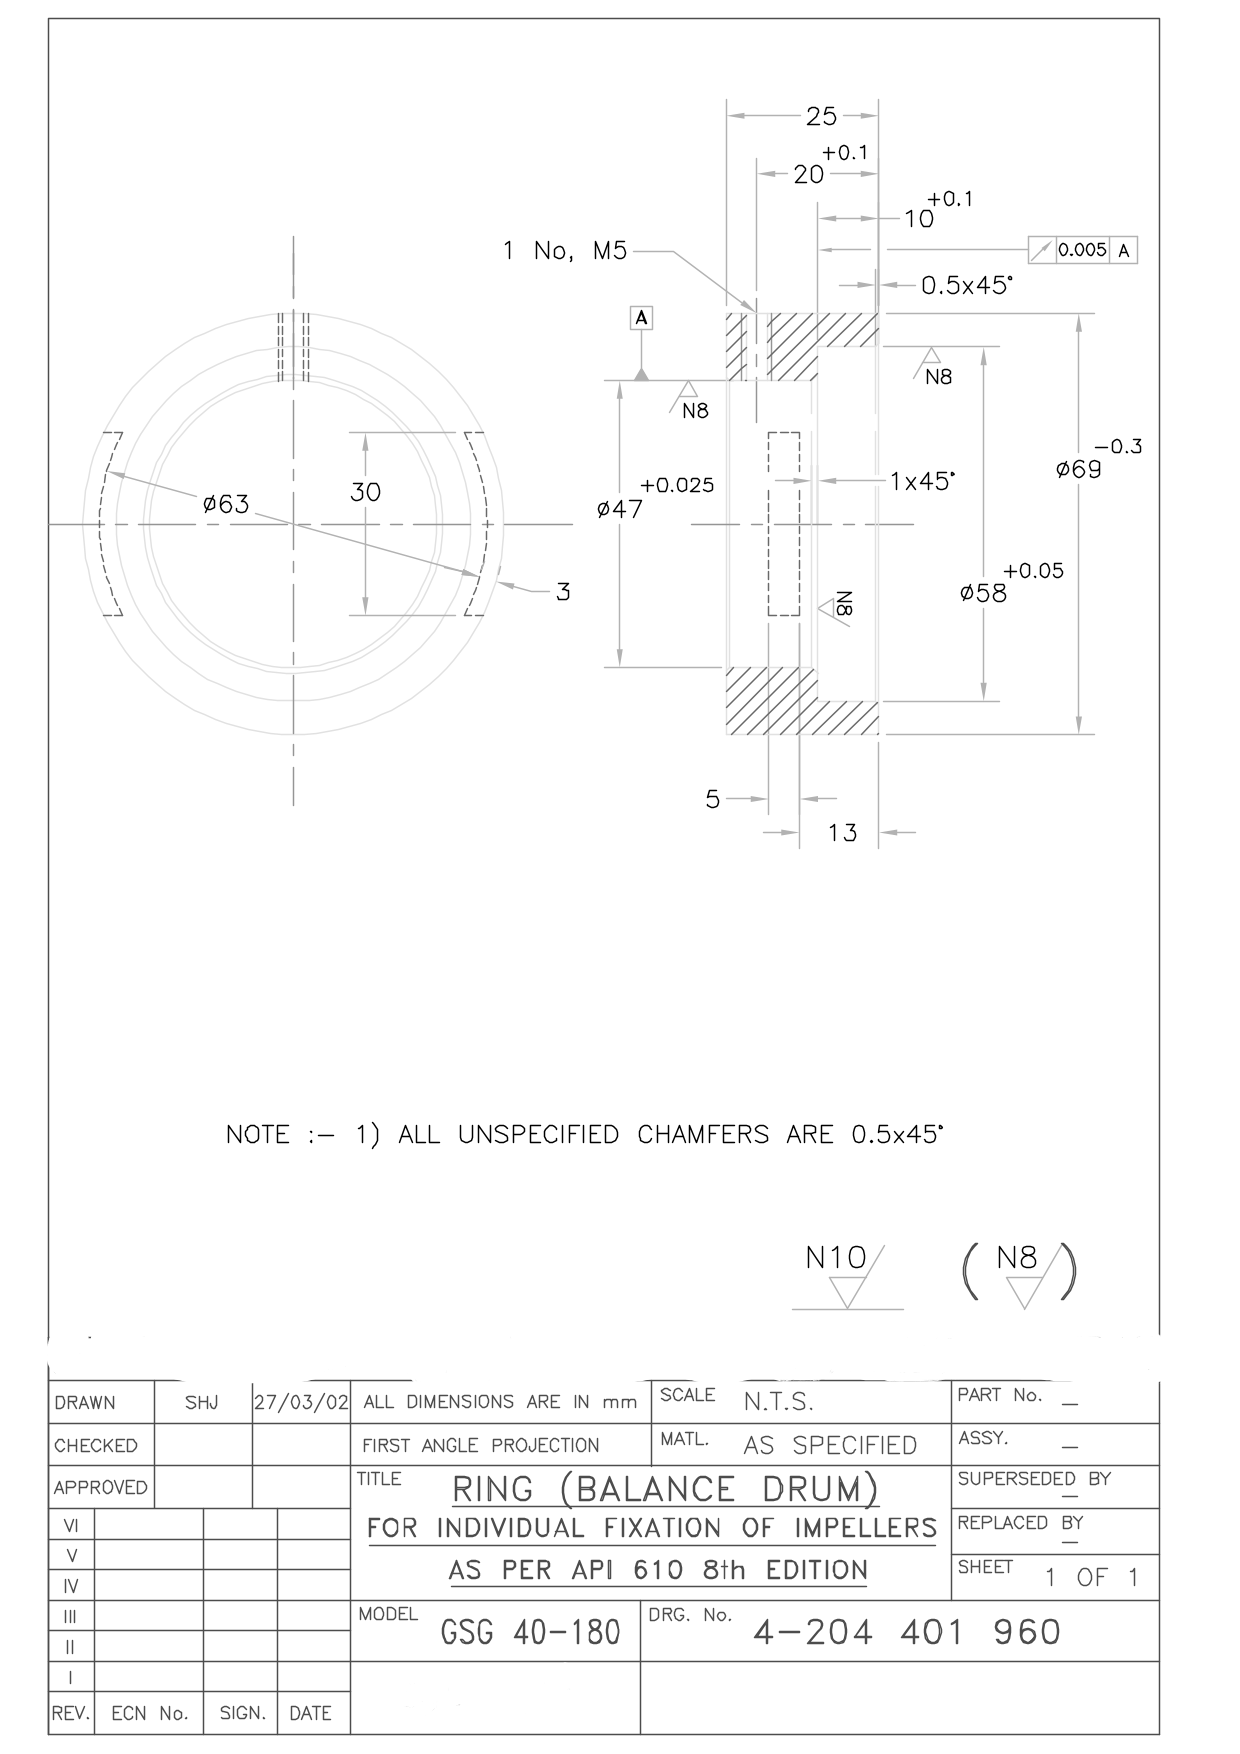 25
+0.1
20
+0.1
10
1 No, M5
0.005 A
0.5x45°
A
N8
N8
-0.3
ø69
+0.025
ø47
1x45°
30
ø63
+0.05
ø58
3
N8
5
13
NOTE :- 1) ALL UNSPECIFIED CHAMFERS ARE 0.5x45°
N10 ( N8 )
DRAWN SHJ 27/03/02 ALL DIMENSIONS ARE IN mm SCALE N.T.S. PART No. _
CHECKED FIRST ANGLE PROJECTION MATL. AS SPECIFIED ASSY. _
APPROVED TITLE RING (BALANCE DRUM) SUPERSEDED BY _
VI FOR INDIVIDUAL FIXATION OF IMPELLERS REPLACED BY _
V
IV AS PER API 610 8th EDITION SHEET 1 OF 1
III MODEL GSG 40-180 DRG. No. 4-204 401 960
II
I
REV. ECN No. SIGN. DATE